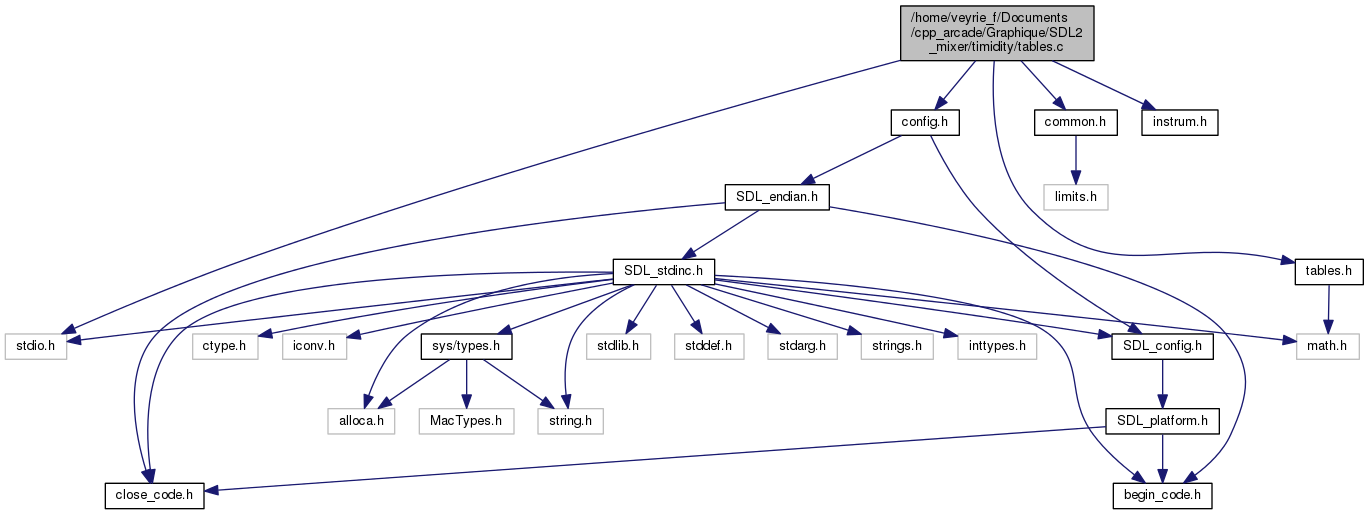 /home/veyrie_f/Documents
/cpp_arcade/Graphique/SDL2
_mixer/timidity/tables.c
config.h
common.h
instrum.h
SDL_endian.h
limits.h
SDL_stdinc.h
tables.h
stdio.h
ctype.h
iconv.h
sys/types.h
stdlib.h
stddef.h
stdarg.h
strings.h
inttypes.h
SDL_config.h
math.h
alloca.h
MacTypes.h
string.h
SDL_platform.h
close_code.h
begin_code.h